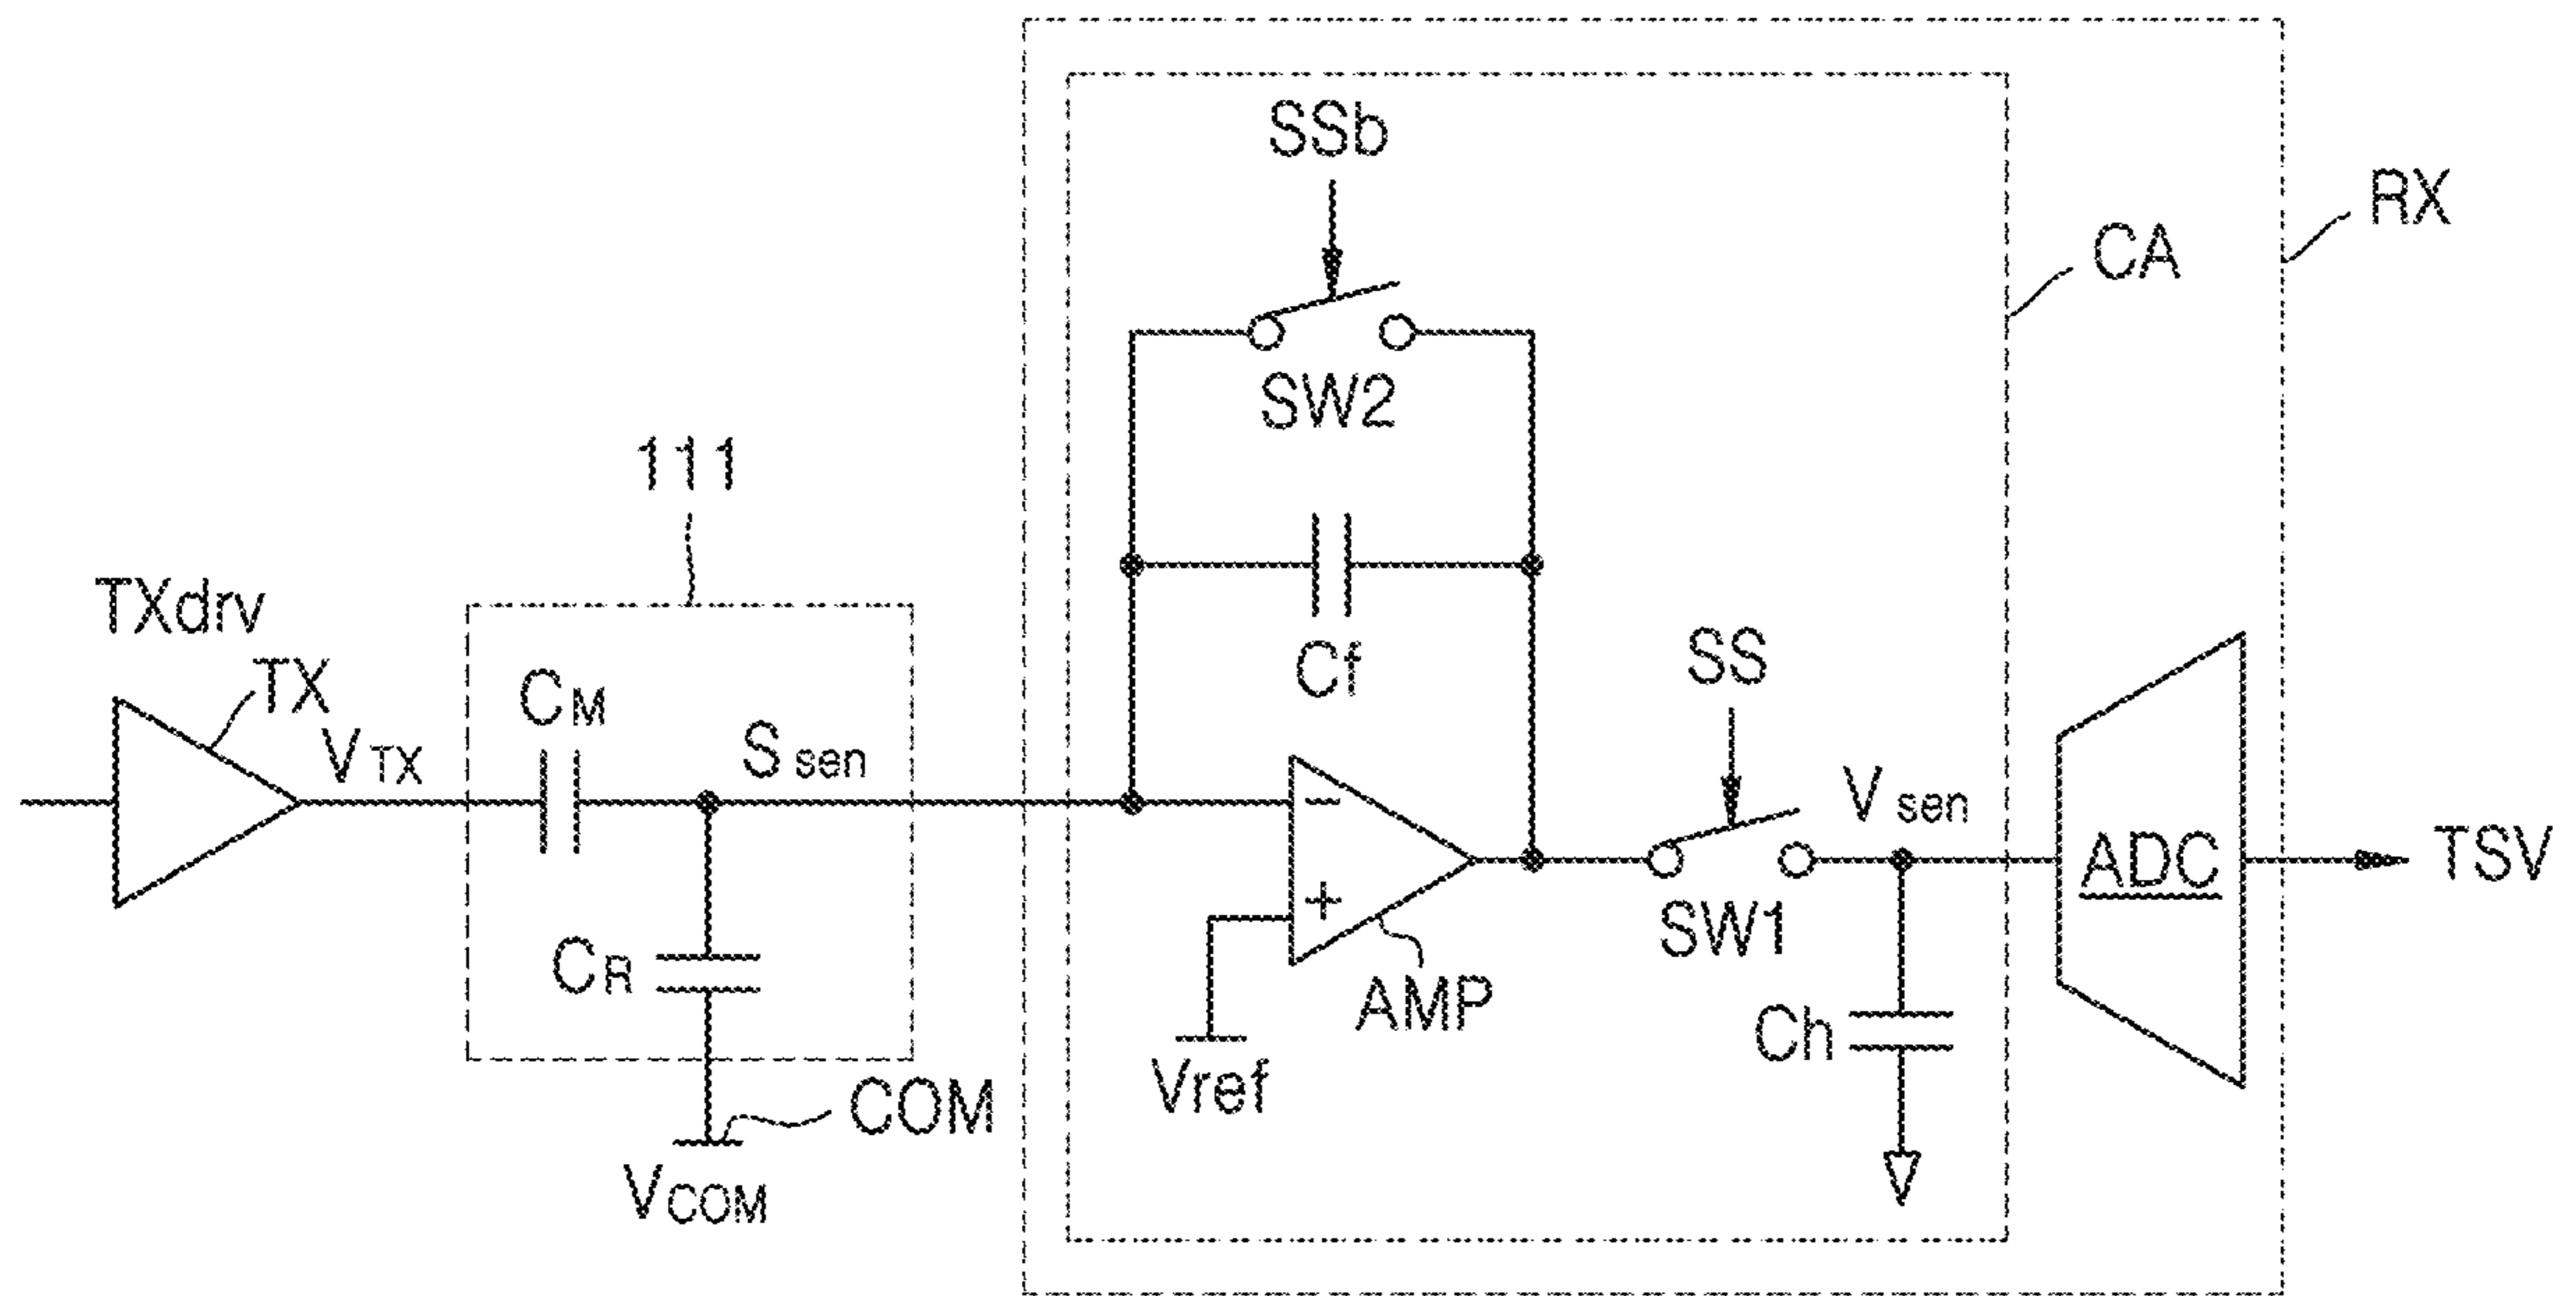 SSb
RX
CA
SW2
111
TXdrv
TX
Cf
SS
CM
VTX
Ssen
Vsen
−
ADC
TSV
+
SW1
CR
AMP
Ch
Vref
COM
VCOM